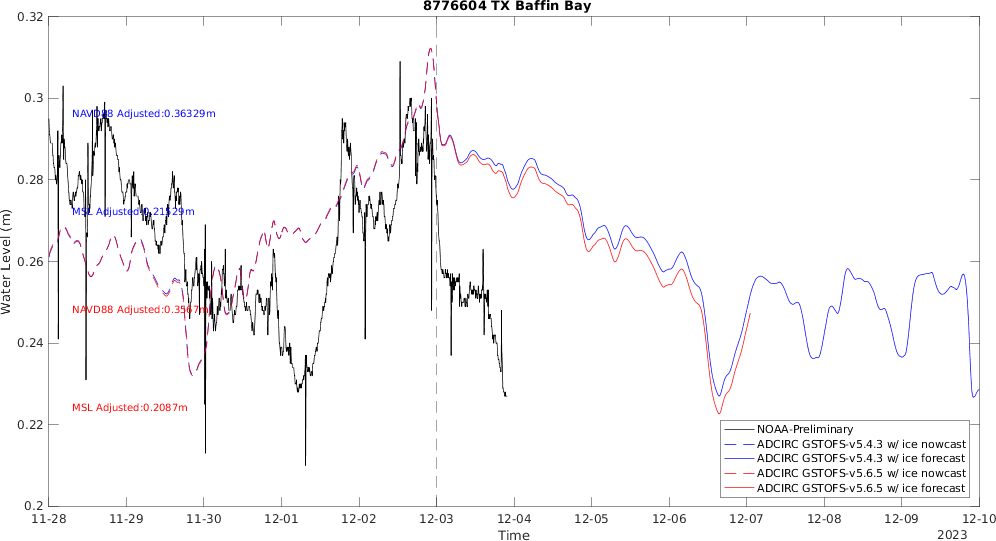 8776604 TX Baffin Bay
0.32
0.3
0.28
0.26
0.24
0.22
0.2
Water Level (m)
NAVD88 Adjusted:0.36329m
MSL Adjusted:0.21529m
NAVD88 Adjusted:0.3567m
MSL Adjusted:0.2087m
NOAA-Preliminary
ADCIRC GSTOFS-v5.4.3 w/ ice nowcast
ADCIRC GSTOFS-v5.4.3 w/ ice forecast
ADCIRC GSTOFS-v5.6.5 w/ ice nowcast
ADCIRC GSTOFS-v5.6.5 w/ ice forecast
11-28 11-29 11-30 12-01 12-02 12-03 12-04 12-05 12-06 12-07 12-08 12-09 12-10
Time
2023